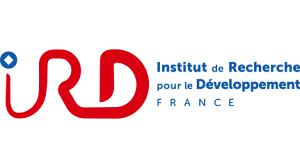 iRD
Institut de Recherche
pour le Développement
FRANCE